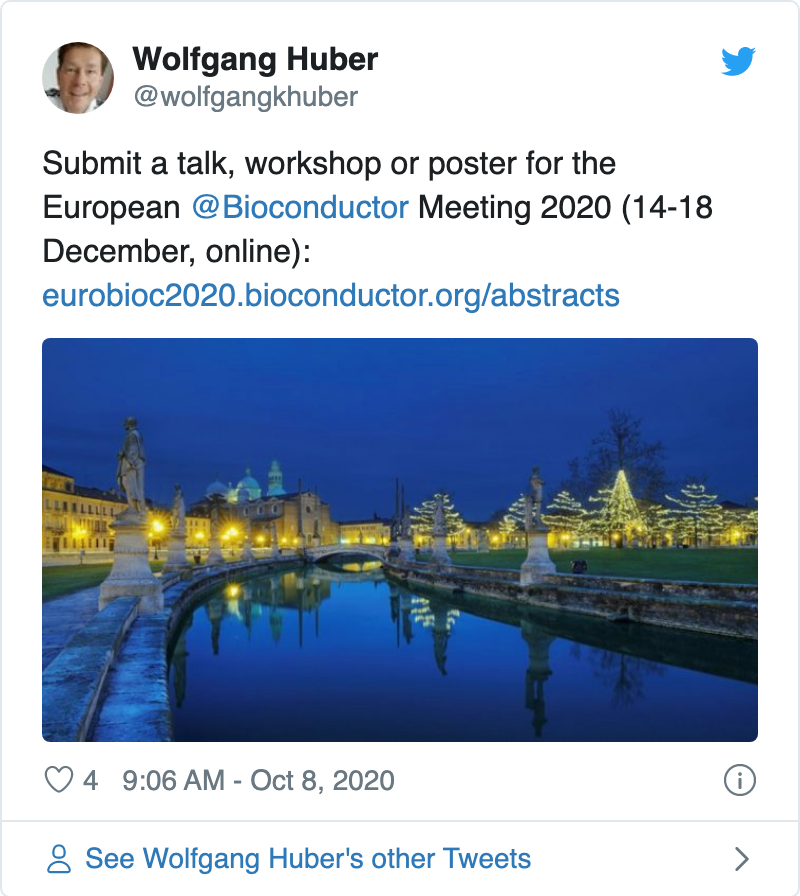 Wolfgang Huber
@wolfgangkhuber
Submit a talk, workshop or poster for the
European @Bioconductor Meeting 2020 (14-18
December, online):
eurobioc2020.bioconductor.org/abstracts
4 9:06 AM - Oct 8, 2020
See Wolfgang Huber's other Tweets